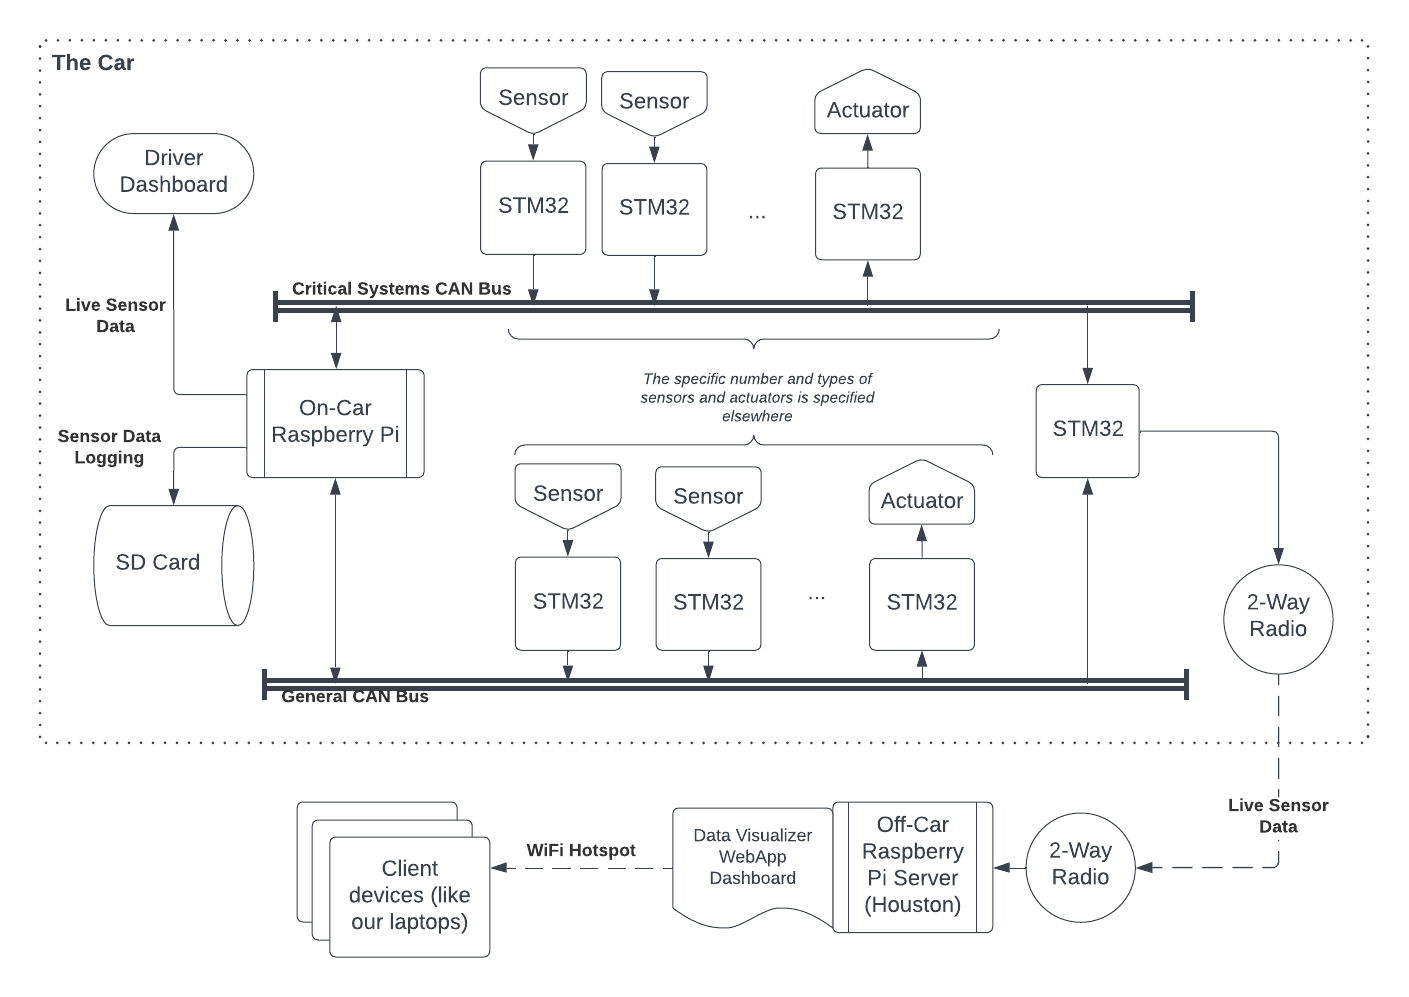 The Car
Sensor
Sensor
Actuator
Driver
Dashboard
STM32
STM32
...
STM32
Critical Systems CAN Bus
Live Sensor
Data
The specific number and types of
sensors and actuators is specified
elsewhere
On-Car
Raspberry Pi
STM32
Sensor Data
Logging
Sensor
Sensor
Actuator
SD Card
STM32
STM32
...
STM32
2-Way
Radio
General CAN Bus
Live Sensor
Data
Client
devices (like
our laptops)
WiFi Hotspot
Data Visualizer
WebApp
Dashboard
Off-Car
Raspberry
Pi Server
(Houston)
2-Way
Radio